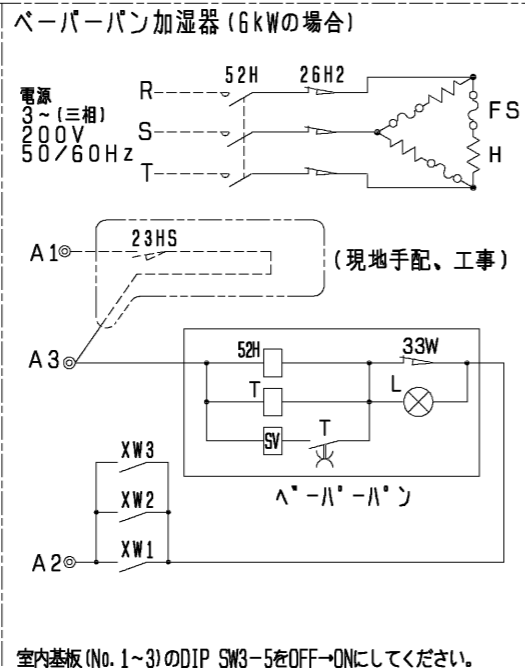 ベーパーパン加湿器(6kWの場合)
52H
26H2
電源
3~(三相)
200V
50/60Hz
R
S
T
FS
H
A1
23HS
(現地手配、工事)
A3
52H
33W
T
L
SV
T
ベーパーパン
XW3
XW2
XW1
A2
室内基板(No.1~3)のDIP SW3-5をOFF→ONにしてください。